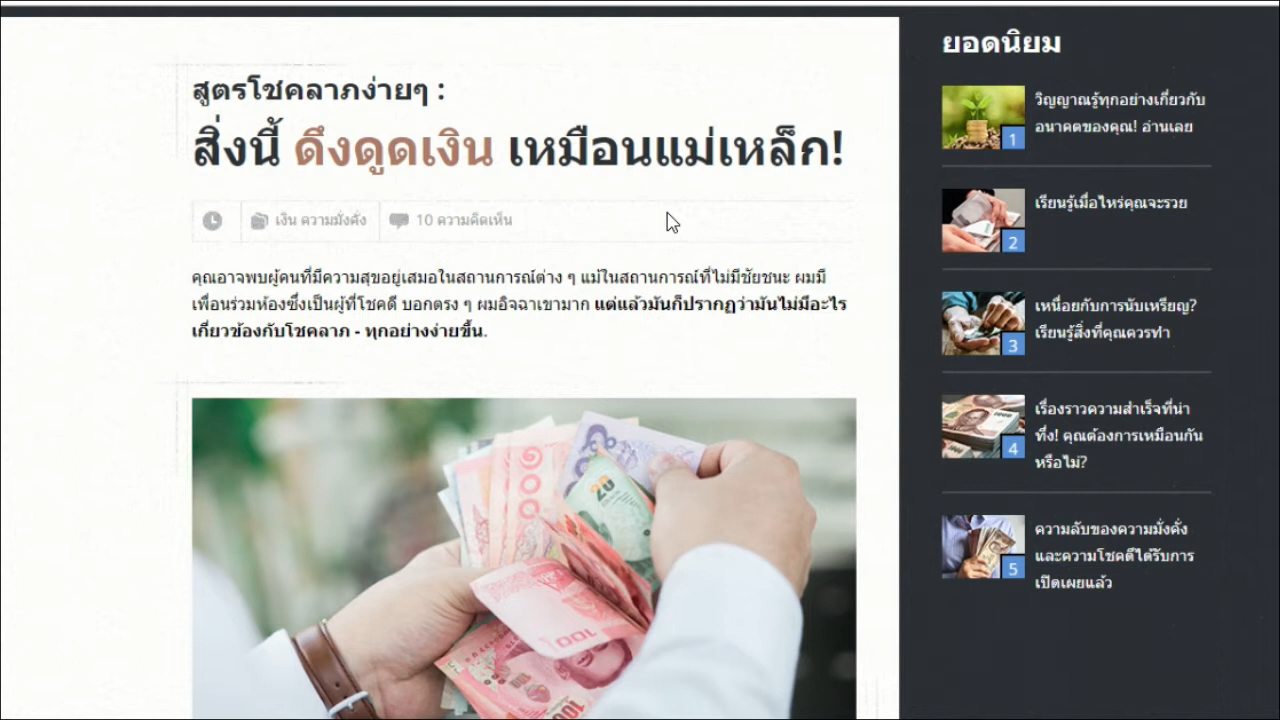 สูตรโชคลาภง่ายๆ :
สิ่งนี้ ดึงดูดเงิน เหมือนแม่เหล็ก!
เงิน ความมั่งคั่ง
10 ความคิดเห็น
คุณอาจพบผู้คนที่มีความสุขอยู่เสมอในสถานการณ์ต่าง ๆ แม้ในสถานการณ์ที่ไม่มีชัยชนะ ผมมี
เพื่อนร่วมห้องซึ่งเป็นผู้ที่โชคดี บอกตรง ๆ ผมอิจฉาเขามาก แต่แล้วมันก็ปรากฏว่ามันไม่มีอะไร
เกี่ยวข้องกับโชคลาภ - ทุกอย่างง่ายขึ้น.
20
100
100
ยอดนิยม
1
วิญญาณรู้ทุกอย่างเกี่ยวกับ
อนาคตของคุณ! อ่านเลย
2
เรียนรู้เมื่อไหร่คุณจะรวย
3
เหนื่อยกับการนับเหรียญ?
เรียนรู้สิ่งที่คุณควรทำ
4
เรื่องราวความสำเร็จที่น่า
ทึ่ง! คุณต้องการเหมือนกัน
หรือไม่?
5
ความลับของความมั่งคั่ง
และความโชคดีได้รับการ
เปิดเผยแล้ว